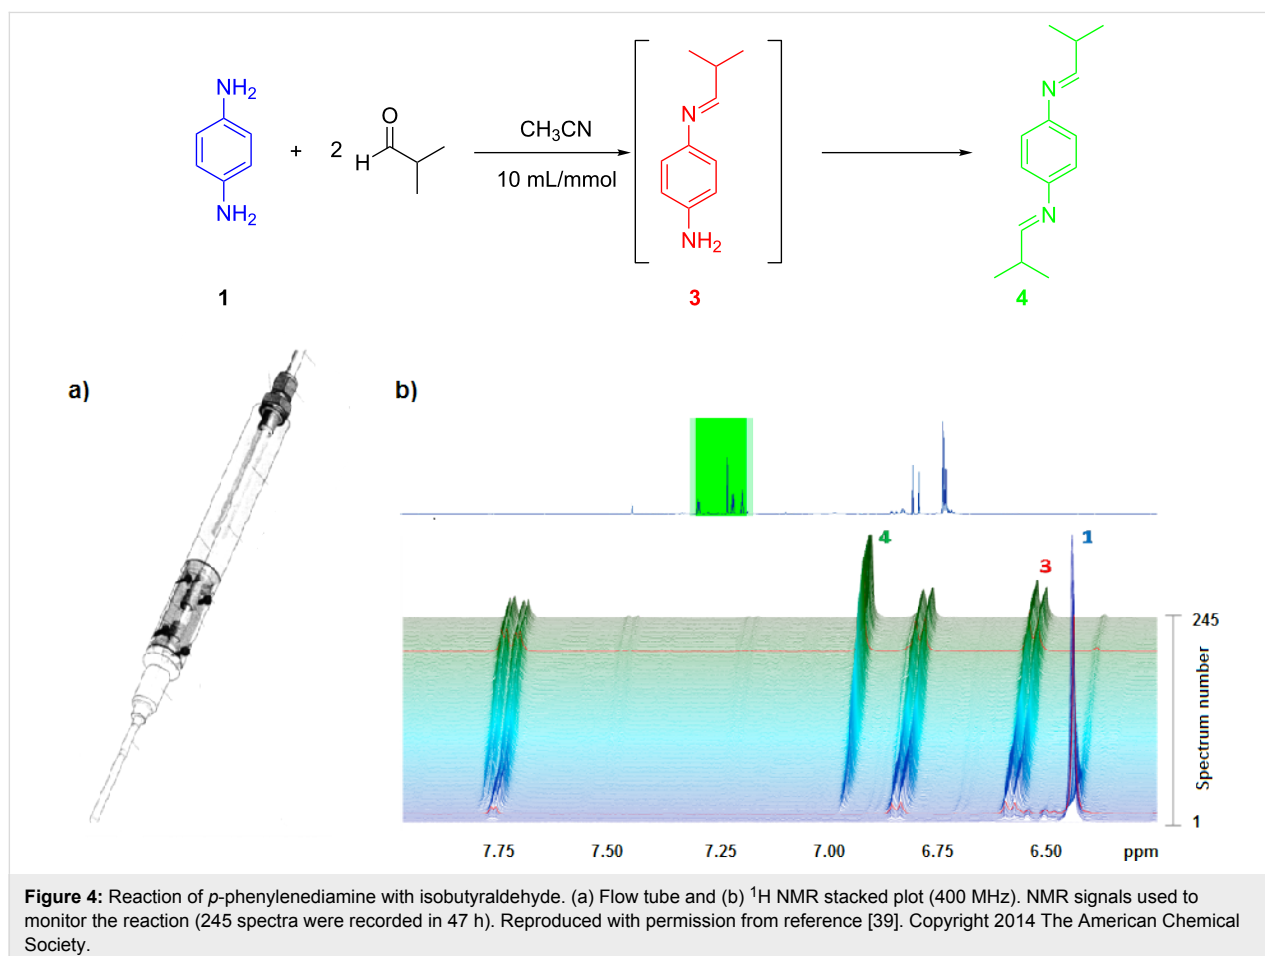 NH₂
NH₂
1
+
2
O
H
CH₃CN
10 mL/mmol
N
NH₂
3
N
N
4
a)
b)
4
1
3
245
Spectrum number
1
7.75 7.50 7.25 7.00 6.75 6.50 ppm
Figure 4: Reaction of p-phenylenediamine with isobutyraldehyde. (a) Flow tube and (b) ¹H NMR stacked plot (400 MHz). NMR signals used to
monitor the reaction (245 spectra were recorded in 47 h). Reproduced with permission from reference [39]. Copyright 2014 The American Chemical
Society.